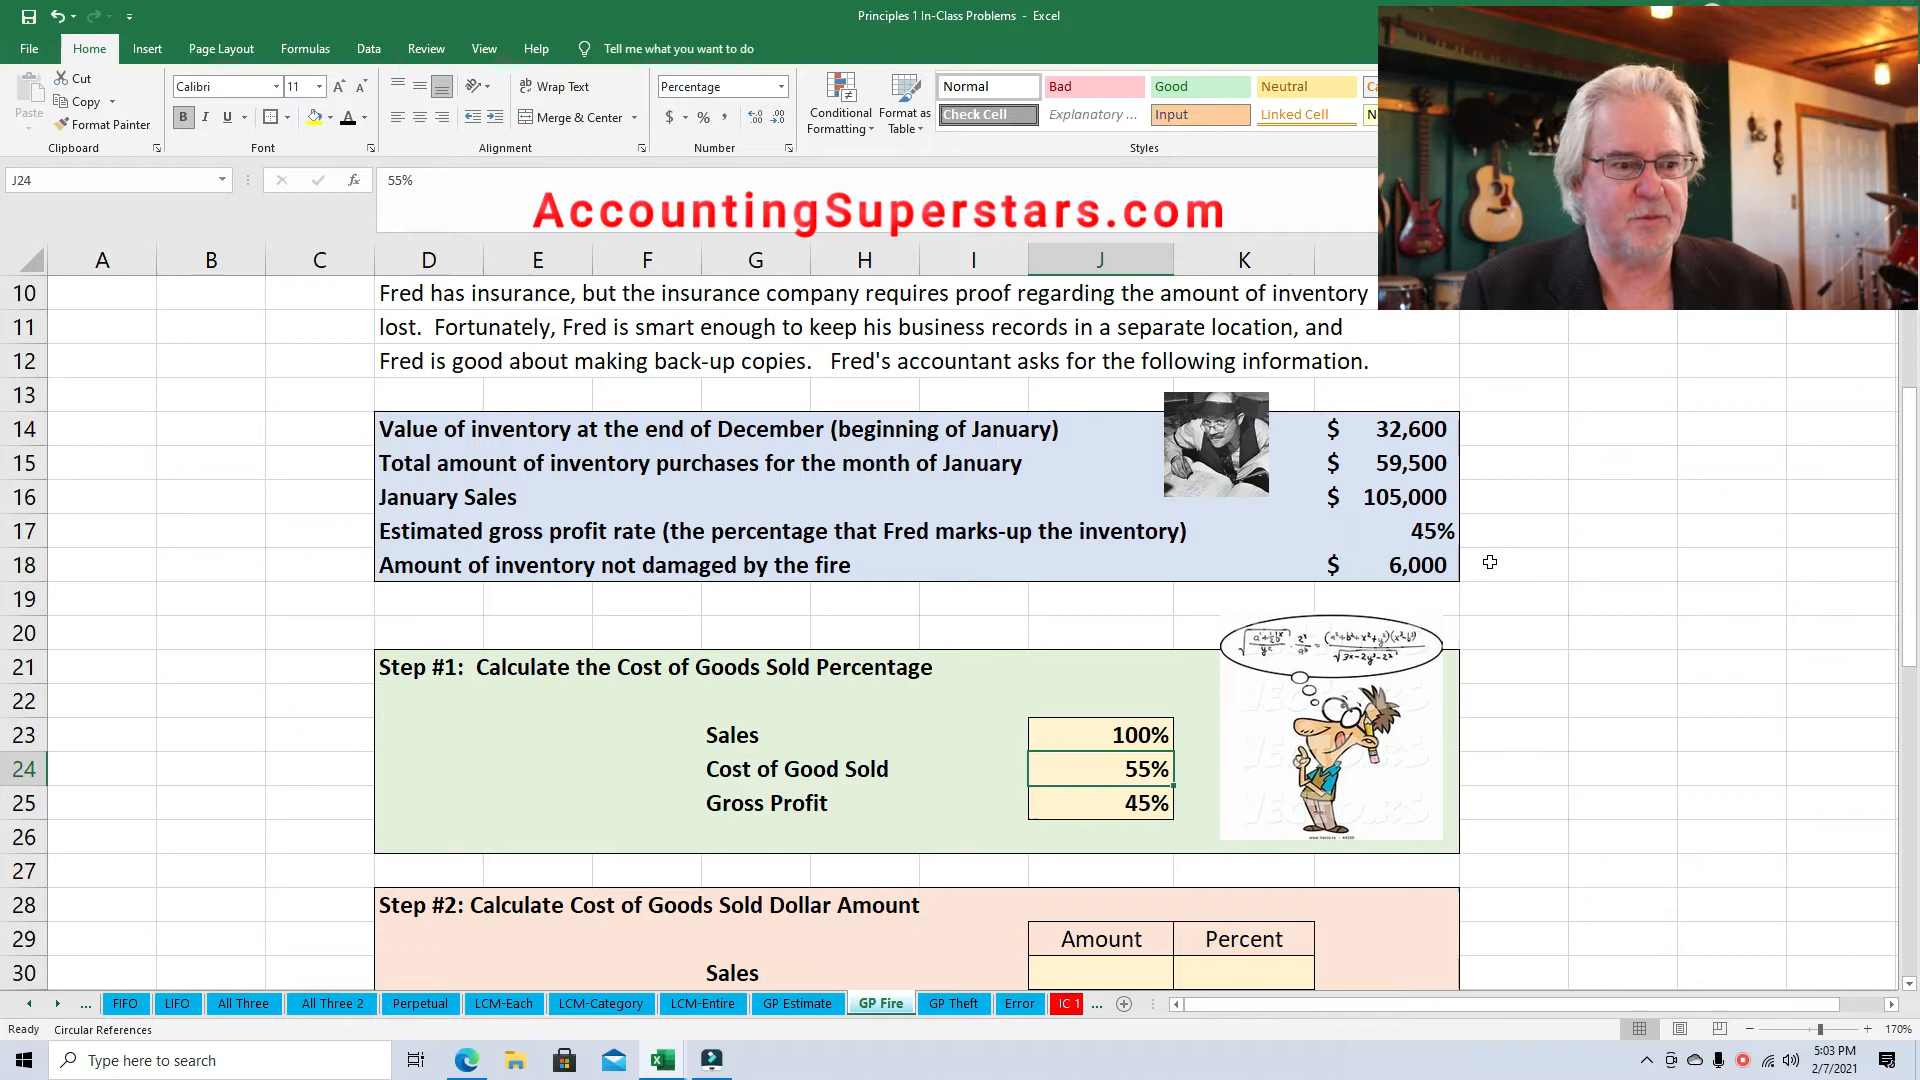 Principles 1 In-Class Problems - Excel
File Home Insert Page Layout Formulas Data Review View Help Tell me what you want to do
Paste
Cut
Copy
Format Painter
Clipboard
Calibri 11
B I U
Font
Wrap Text
Merge & Center
Alignment
Percentage
$ % ,
Number
Conditional Formatting
Format as Table
Normal Bad Good Neutral
Check Cell Explanatory ... Input Linked Cell
Styles
J24 fx 55%
AccountingSuperstars.com
A B C D E F G H I J K
10 Fred has insurance, but the insurance company requires proof regarding the amount of inventory
11 lost. Fortunately, Fred is smart enough to keep his business records in a separate location, and
12 Fred is good about making back-up copies. Fred's accountant asks for the following information.
13
14 Value of inventory at the end of December (beginning of January) $ 32,600
15 Total amount of inventory purchases for the month of January $ 59,500
16 January Sales $ 105,000
17 Estimated gross profit rate (the percentage that Fred marks-up the inventory) 45%
18 Amount of inventory not damaged by the fire $ 6,000
19
20
21 Step #1: Calculate the Cost of Goods Sold Percentage
22
23 Sales 100%
24 Cost of Good Sold 55%
25 Gross Profit 45%
26
27
28 Step #2: Calculate Cost of Goods Sold Dollar Amount
29 Amount Percent
30 Sales
... FIFO LIFO All Three All Three 2 Perpetual LCM-Each LCM-Category LCM-Entire GP Estimate GP Fire GP Theft Error IC 1 ...
Ready Circular References 170%
Type here to search
5:03 PM
2/7/2021